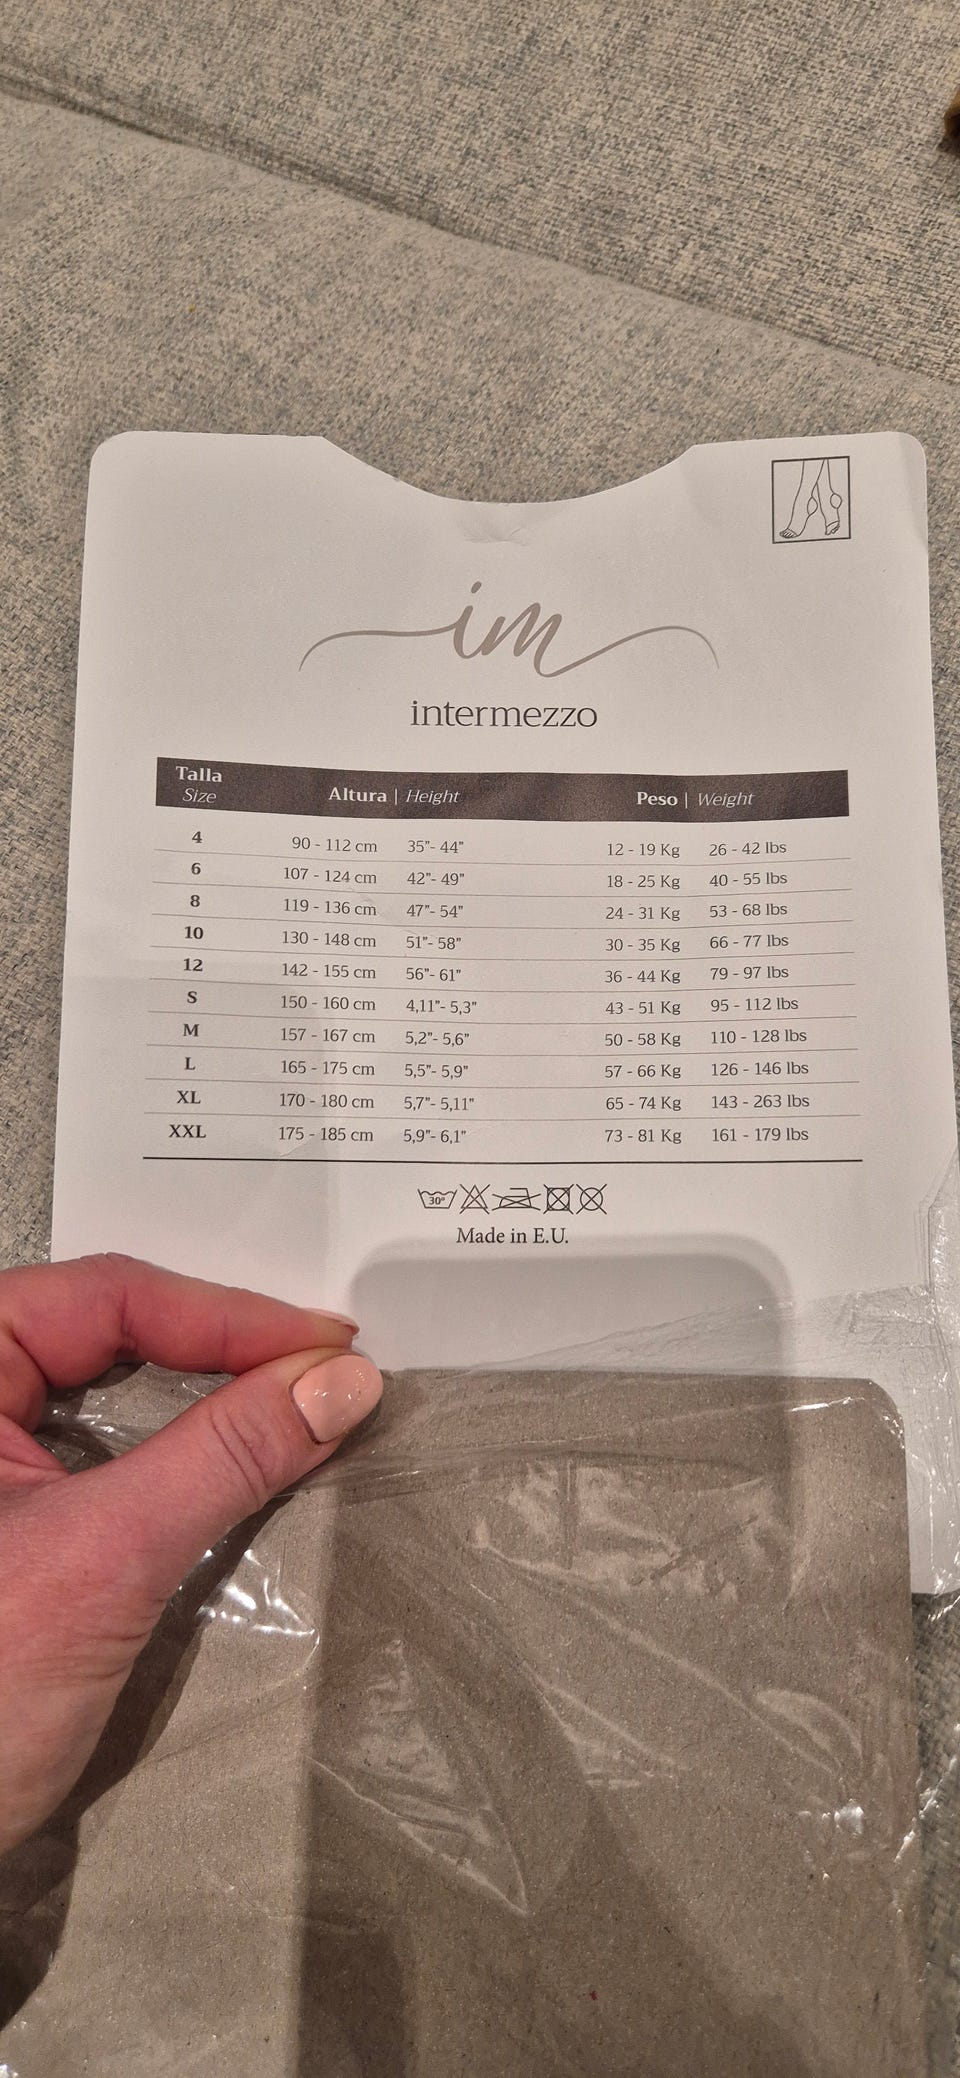 im
intermezzo
Talla Altura | Height Peso | Weight
Size
4 90 - 112 cm 35”- 44” 12 - 19 Kg 26 - 42 lbs
6 107 - 124 cm 42”- 49” 18 - 25 Kg 40 - 55 lbs
8 119 - 136 cm 47”- 54” 24 - 31 Kg 53 - 68 lbs
10 130 - 148 cm 51”- 58” 30 - 35 Kg 66 - 77 lbs
12 142 - 155 cm 56”- 61” 36 - 44 Kg 79 - 97 lbs
S 150 - 160 cm 4,11”- 5,3” 43 - 51 Kg 95 - 112 lbs
M 157 - 167 cm 5,2”- 5,6” 50 - 58 Kg 110 - 128 lbs
L 165 - 175 cm 5,5”- 5,9” 57 - 66 Kg 126 - 146 lbs
XL 170 - 180 cm 5,7”- 5,11” 65 - 74 Kg 143 - 263 lbs
XXL 175 - 185 cm 5,9”- 6,1” 73 - 81 Kg 161 - 179 lbs
30°
Made in E.U.